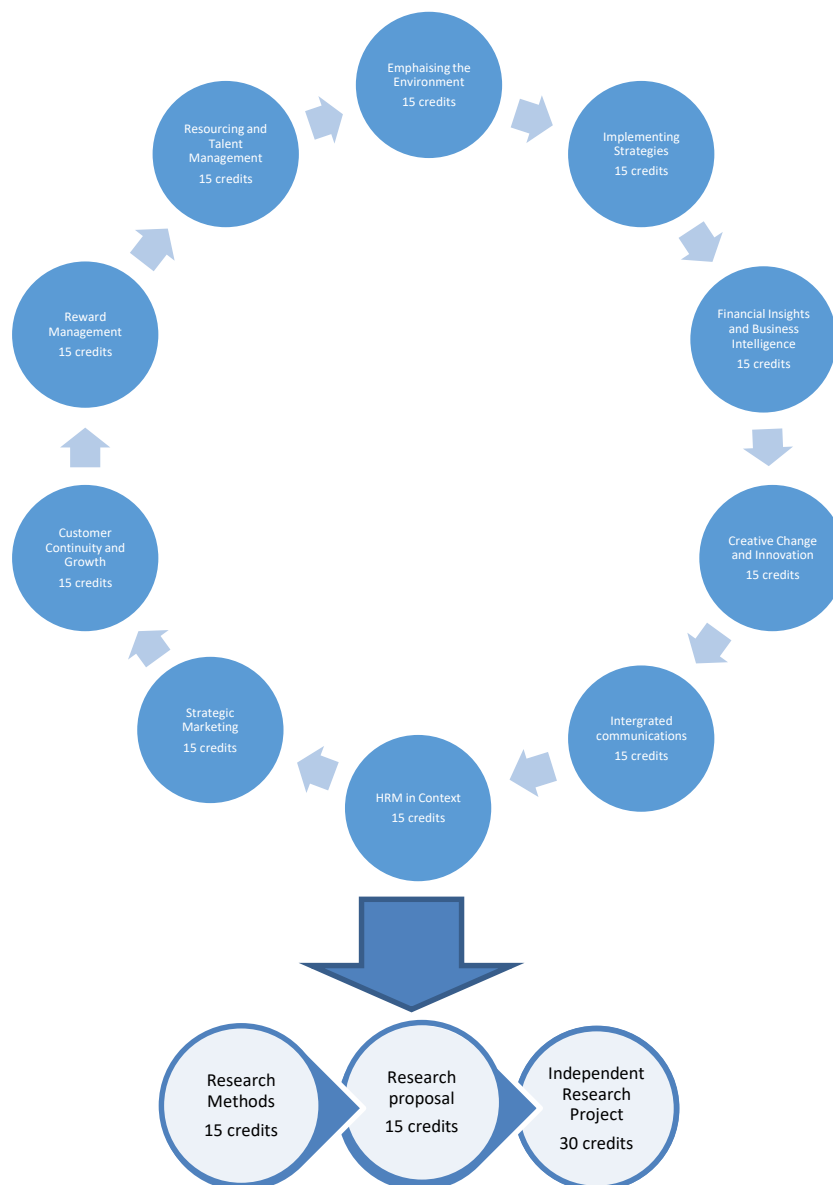 Emphaising the
Environment
15 credits
Implementing
Strategies
15 credits
Financial Insights
and Business
Intelligence
15 credits
Creative Change
and Innovation
15 credits
Intergrated
communications
15 credits
HRM in Context
15 credits
Strategic
Marketing
15 credits
Customer
Continuity and
Growth
15 credits
Reward
Management
15 credits
Resourcing and
Talent
Management
15 credits
Research
Methods
15 credits
Research
proposal
15 credits
Independent
Research
Project
30 credits